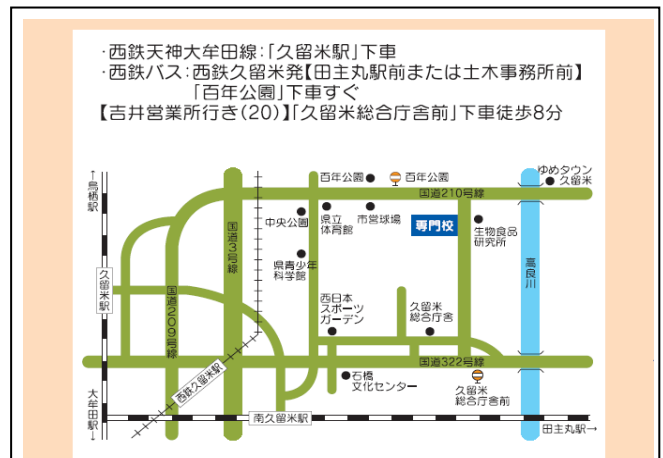 ・西鉄天神大牟田線：「久留米駅」下車
・西鉄バス：西鉄久留米発【田主丸駅前または土木事務所前】
「百年公園」下車すぐ
【吉井営業所行き(20)】「久留米総合庁舎前」下車徒歩8分
ゆめタウン
久留米
百年公園
百年公園
国道210号線
←鳥栖駅
国道3号線
中央公園
県立
体育館
市営球場
専門校
生物食品
研究所
県青少年
科学館
高良川
久留米駅
国道209号線
西日本
スポーツ
ガーデン
久留米
総合庁舎
国道322号線
西鉄久留米駅
石橋
文化センター
久留米
総合庁舎前
大牟田駅→
南久留米駅
田主丸駅→